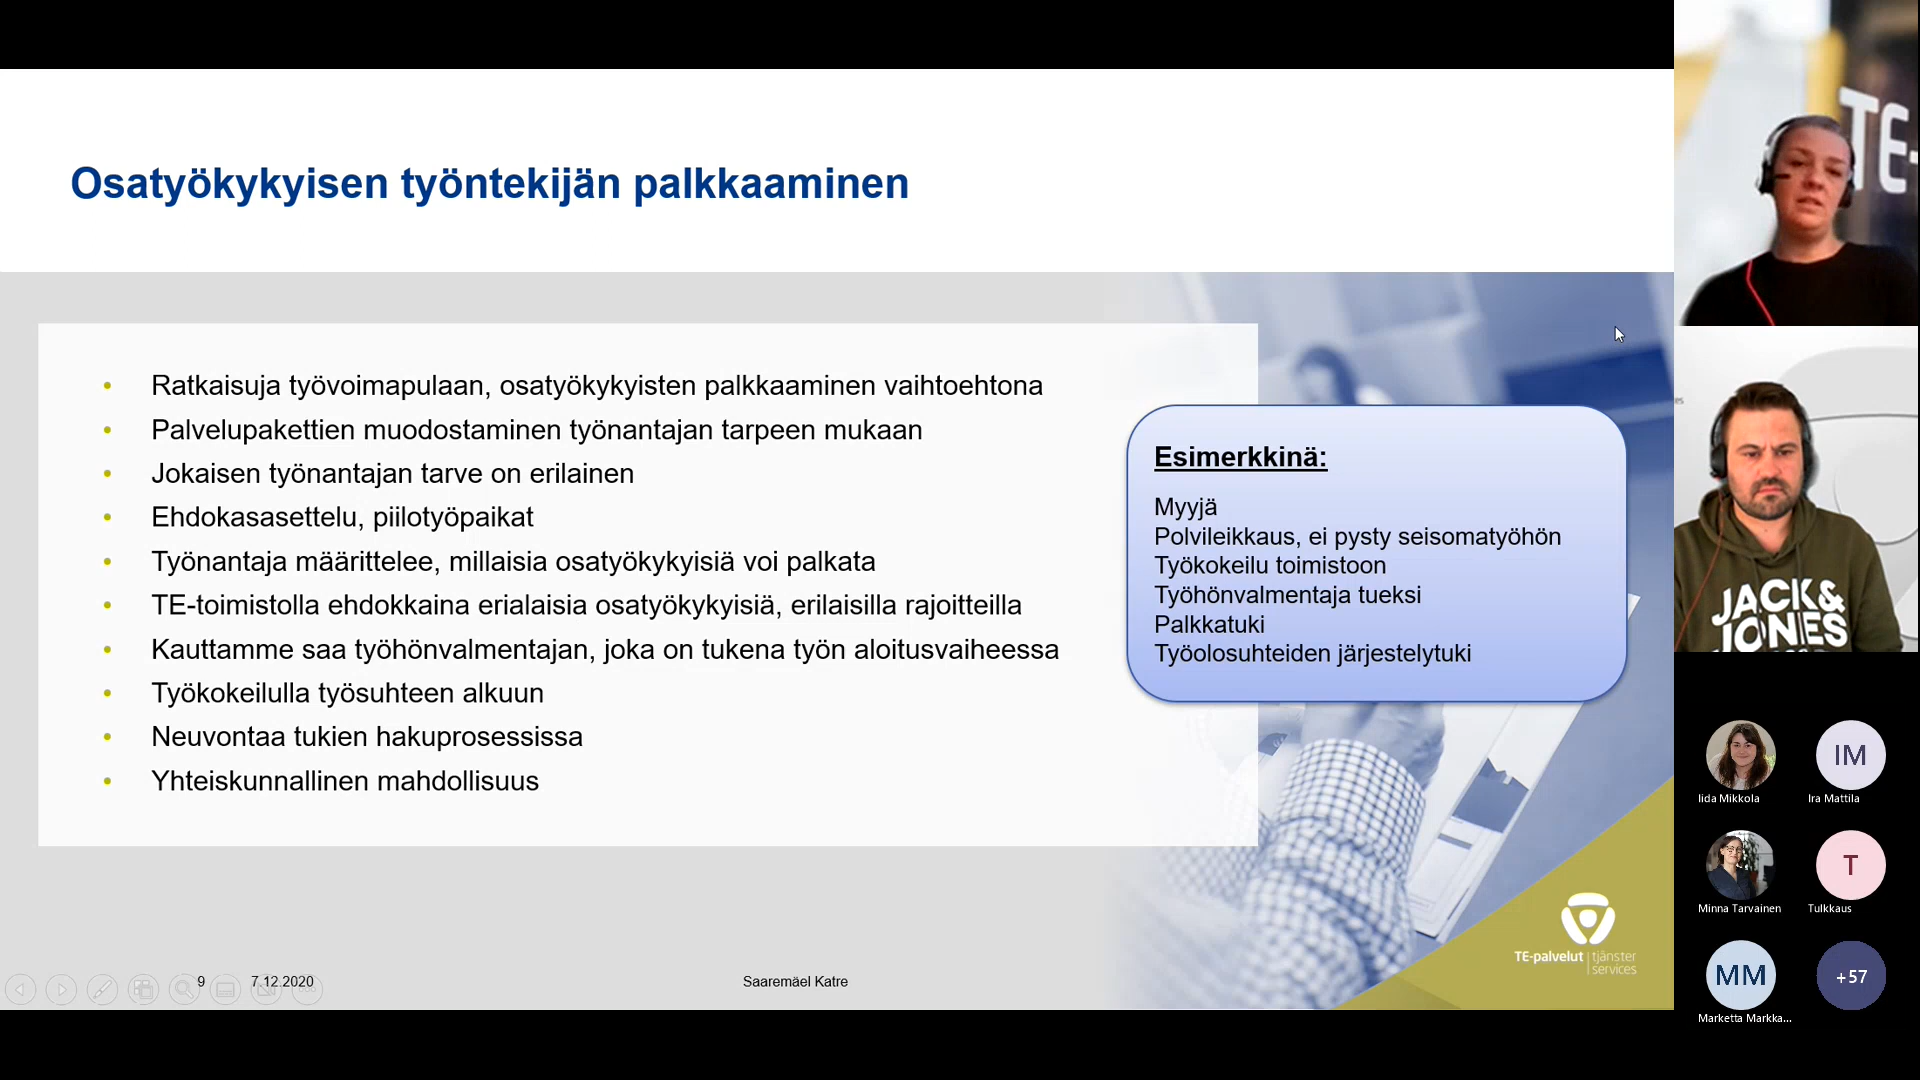 Osatyökykyisen työntekijän palkkaaminen
Ratkaisuja työvoimapulaan, osatyökykyisten palkkaaminen vaihtoehtona
Palvelupakettien muodostaminen työnantajan tarpeen mukaan
Jokaisen työnantajan tarve on erilainen
Ehdokasasettelu, piilotyöpaikat
Työnantaja määrittelee, millaisia osatyökykyisiä voi palkata
TE-toimistolla ehdokkaina erialaisia osatyökykyisiä, erilaisilla rajoitteilla
Kauttamme saa työhönvalmentajan, joka on tukena työn aloitusvaiheessa
Työkokeilulla työsuhteen alkuun
Neuvontaa tukien hakuprosessissa
Yhteiskunnallinen mahdollisuus
Esimerkkinä:
Myyjä
Polvileikkaus, ei pysty seisomatyöhön
Työkokeilu toimistoon
Työhönvalmentaja tueksi
Palkkatuki
Työolosuhteiden järjestelytuki
TE-palvelut | tjänster
services
9
7.12.2020
Saaremäel Katre
TE-
JACK&
JONES
Iida Mikkola
IM
Ira Mattila
Minna Tarvainen
T
Tulkkaus
MM
Marketta Markka...
+57